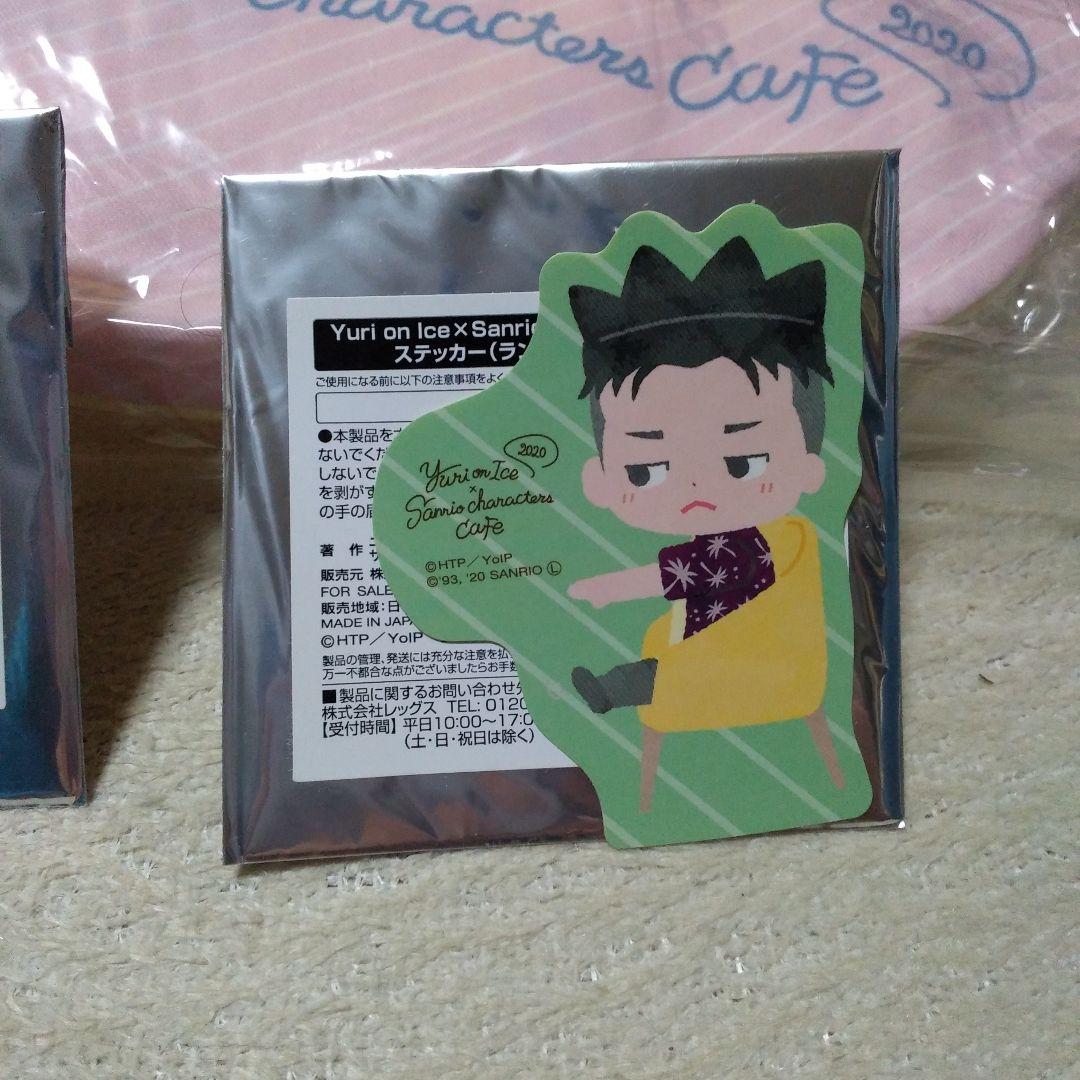 Characters Cafe
2020
Yuri on Ice×Sanrio
ステッカー(ラン
ご使用になる前に以下の注意事項をよく
●本製品を
ないでくだ
しないで
を剥がす
の手の届
著 作
販売元 株
FOR SALE
販売地域:日
MADE IN JAPA
©HTP/YoIP
製品の管理、発送には充分な注意を払
万一不都合な点がございましたらお手数
■製品に関するお問い合わせ先
株式会社レッグス TEL: 0120
【受付時間】平日10:00〜17:0
(土・日・祝日は除く)
2020
Yuri on Ice
×
Sanrio characters
Cafe
©HTP/YoIP
©'93, '20 SANRIO Ⓛ